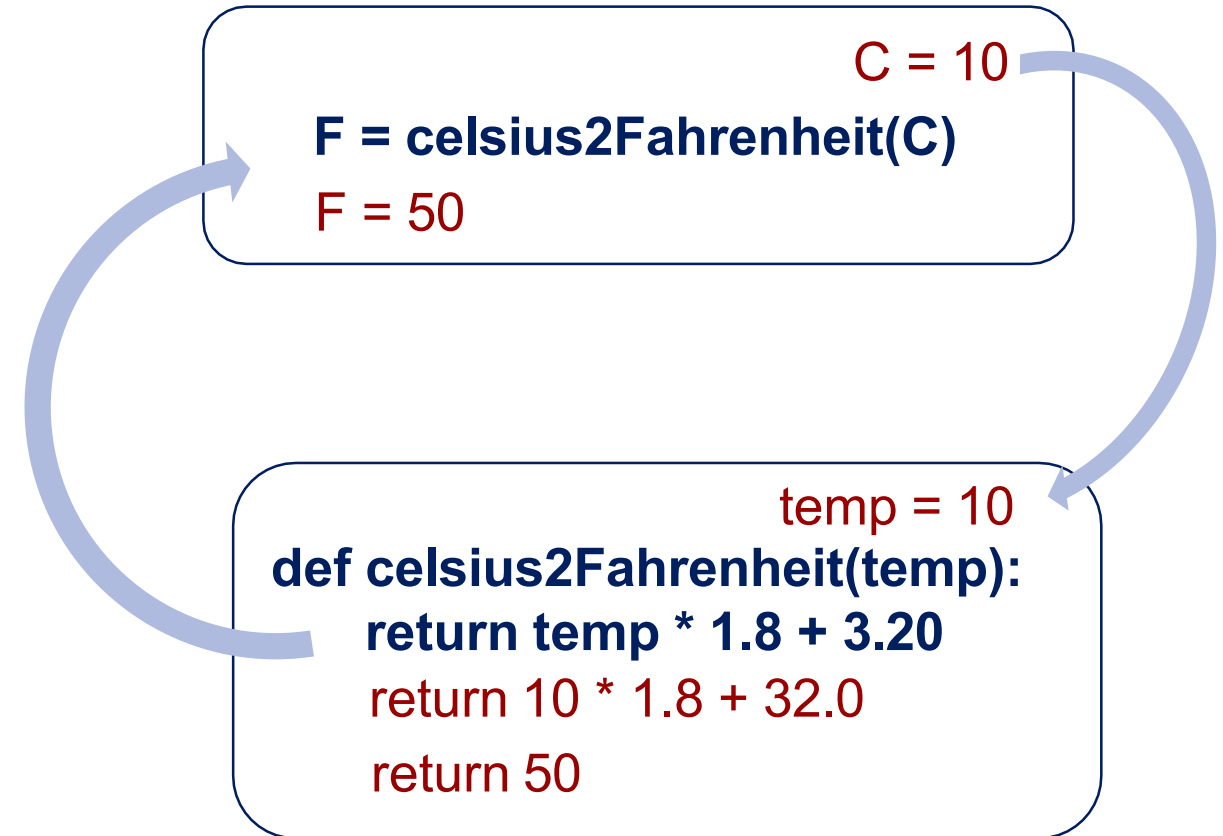 C = 10
F = celsius2Fahrenheit(C)
F = 50
temp = 10
def celsius2Fahrenheit(temp):
return temp * 1.8 + 3.20
return 10 * 1.8 + 32.0
return 50